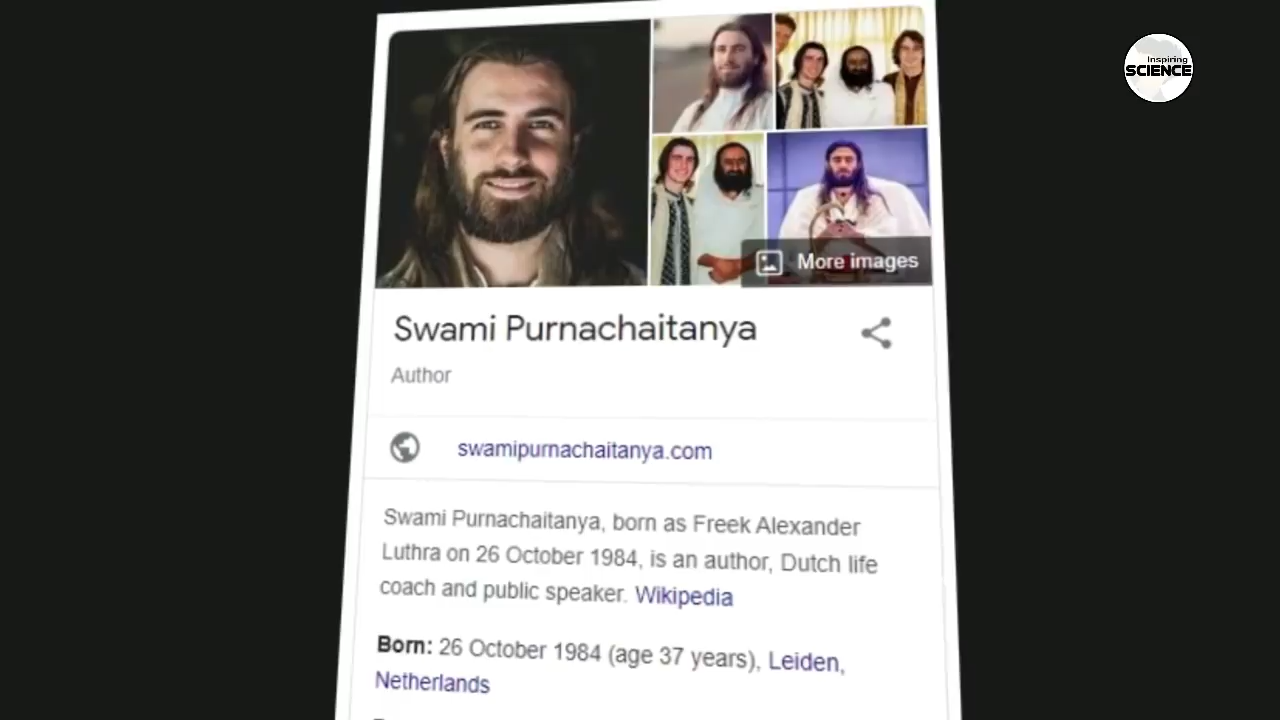 Inspiring
SCIENCE
More images
Swami Purnachaitanya
Author
swamipurnachaitanya.com
Swami Purnachaitanya, born as Freek Alexander
Luthra on 26 October 1984, is an author, Dutch life
coach and public speaker. Wikipedia
Born: 26 October 1984 (age 37 years), Leiden,
Netherlands